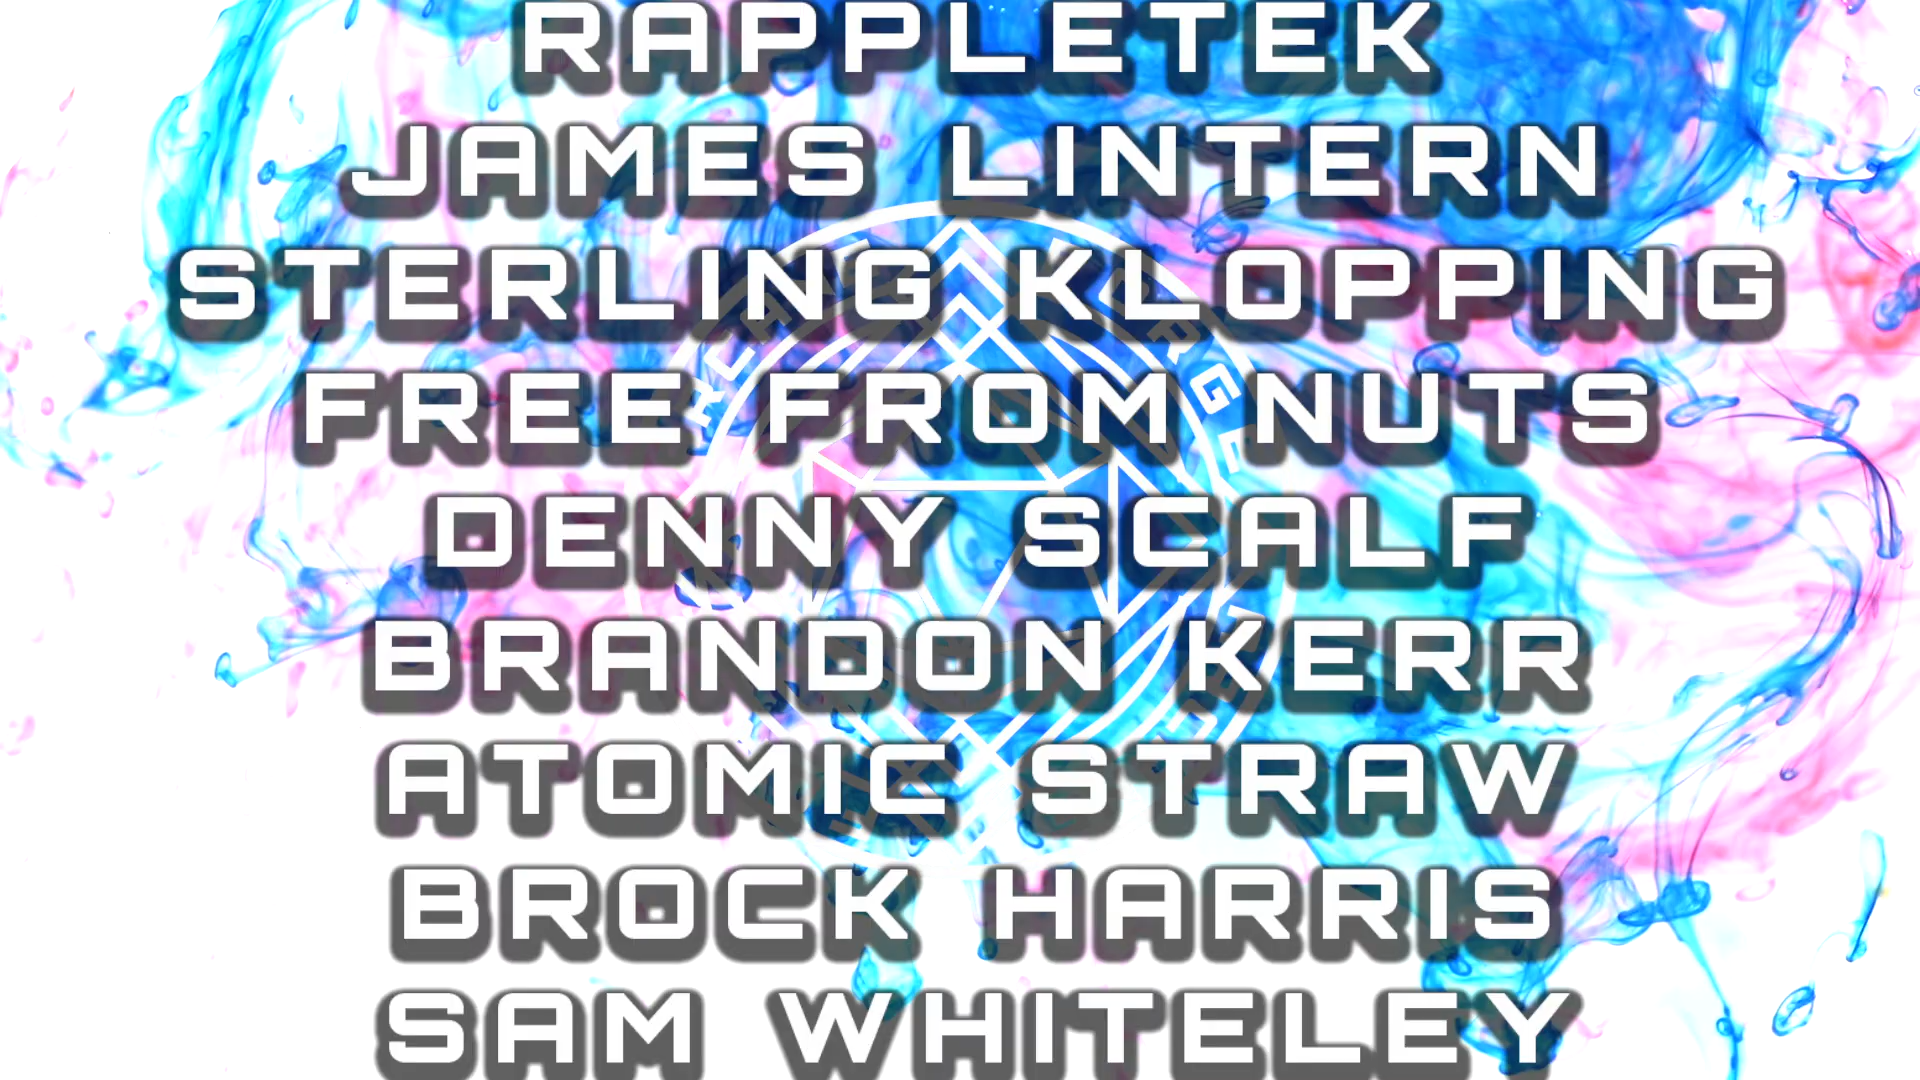 RAPPLETEK
JAMES LINTERN
STERLING KLOPPING
FREE FROM NUTS
DENNY SCALF
BRANDON KERR
ATOMIC STRAW
BROCK HARRIS
SAM WHITELEY